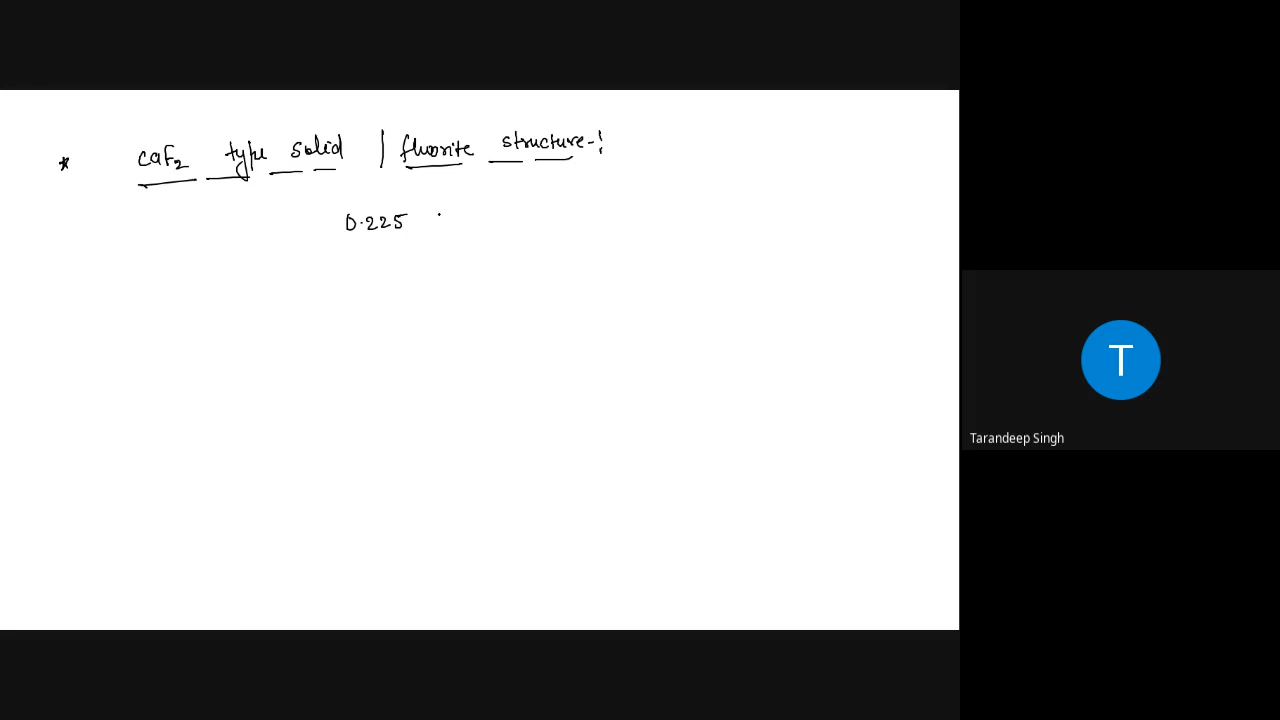 * CaF₂ type solid | fluorite structure-:
0.225
T
Tarandeep Singh